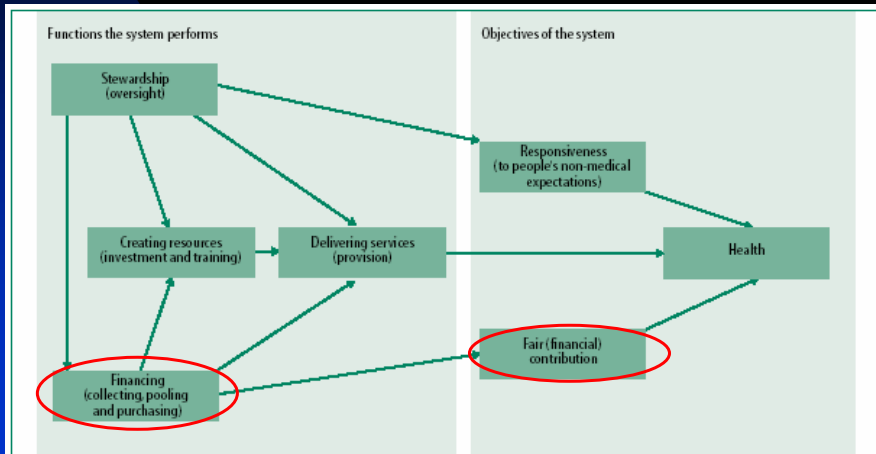 Functions the system performs
Objectives of the system
Stewardship
(oversight)
Responsiveness
(to people's non-medical
expectations)
Creating resources
(investment and training)
Delivering services
(provision)
Health
Fair (financial)
contribution
Financing
(collecting, pooling
and purchasing)